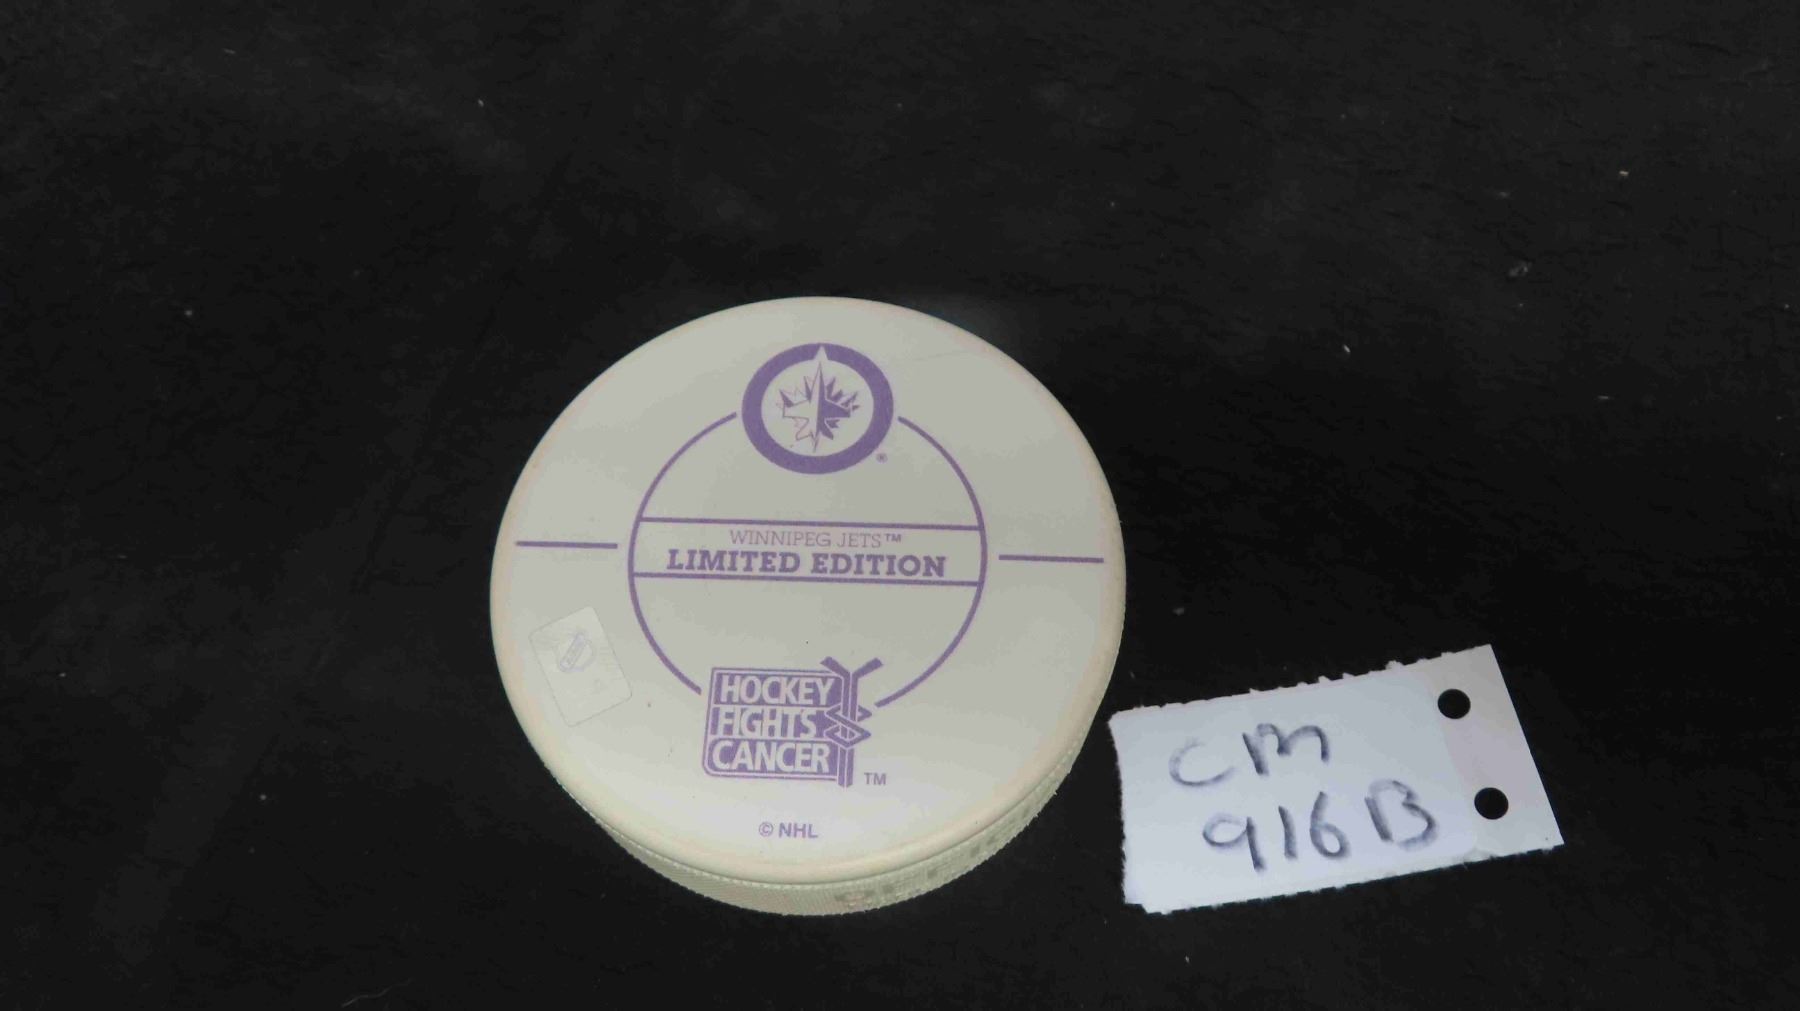 ®
WINNIPEG JETS™
LIMITED EDITION
HOCKEY
FIGHTS
CANCER
TM
© NHL
CM
916B